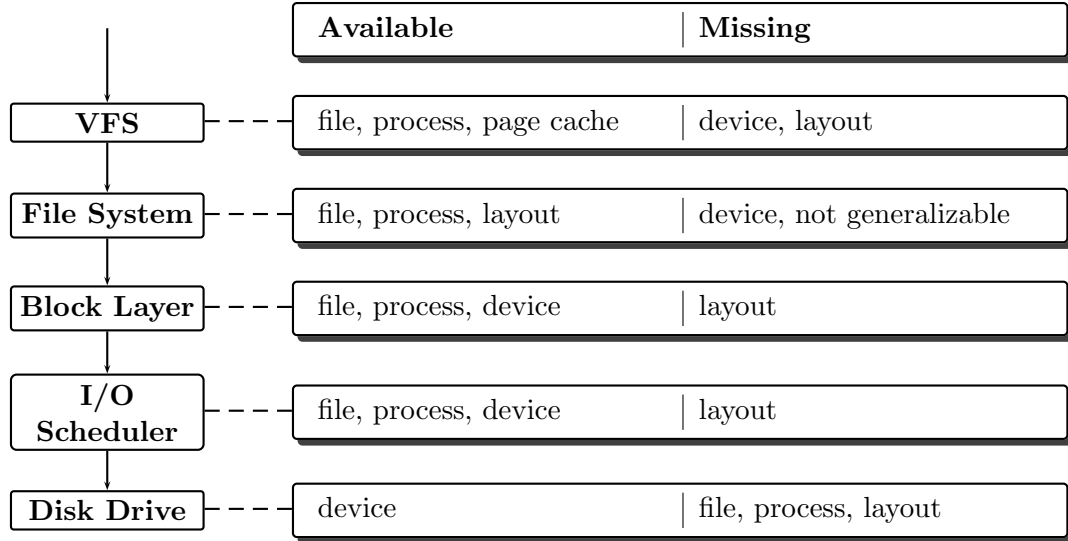 Available | Missing
VFS file, process, page cache | device, layout
File System file, process, layout | device, not generalizable
Block Layer file, process, device | layout
I/O
Scheduler file, process, device | layout
Disk Drive device | file, process, layout